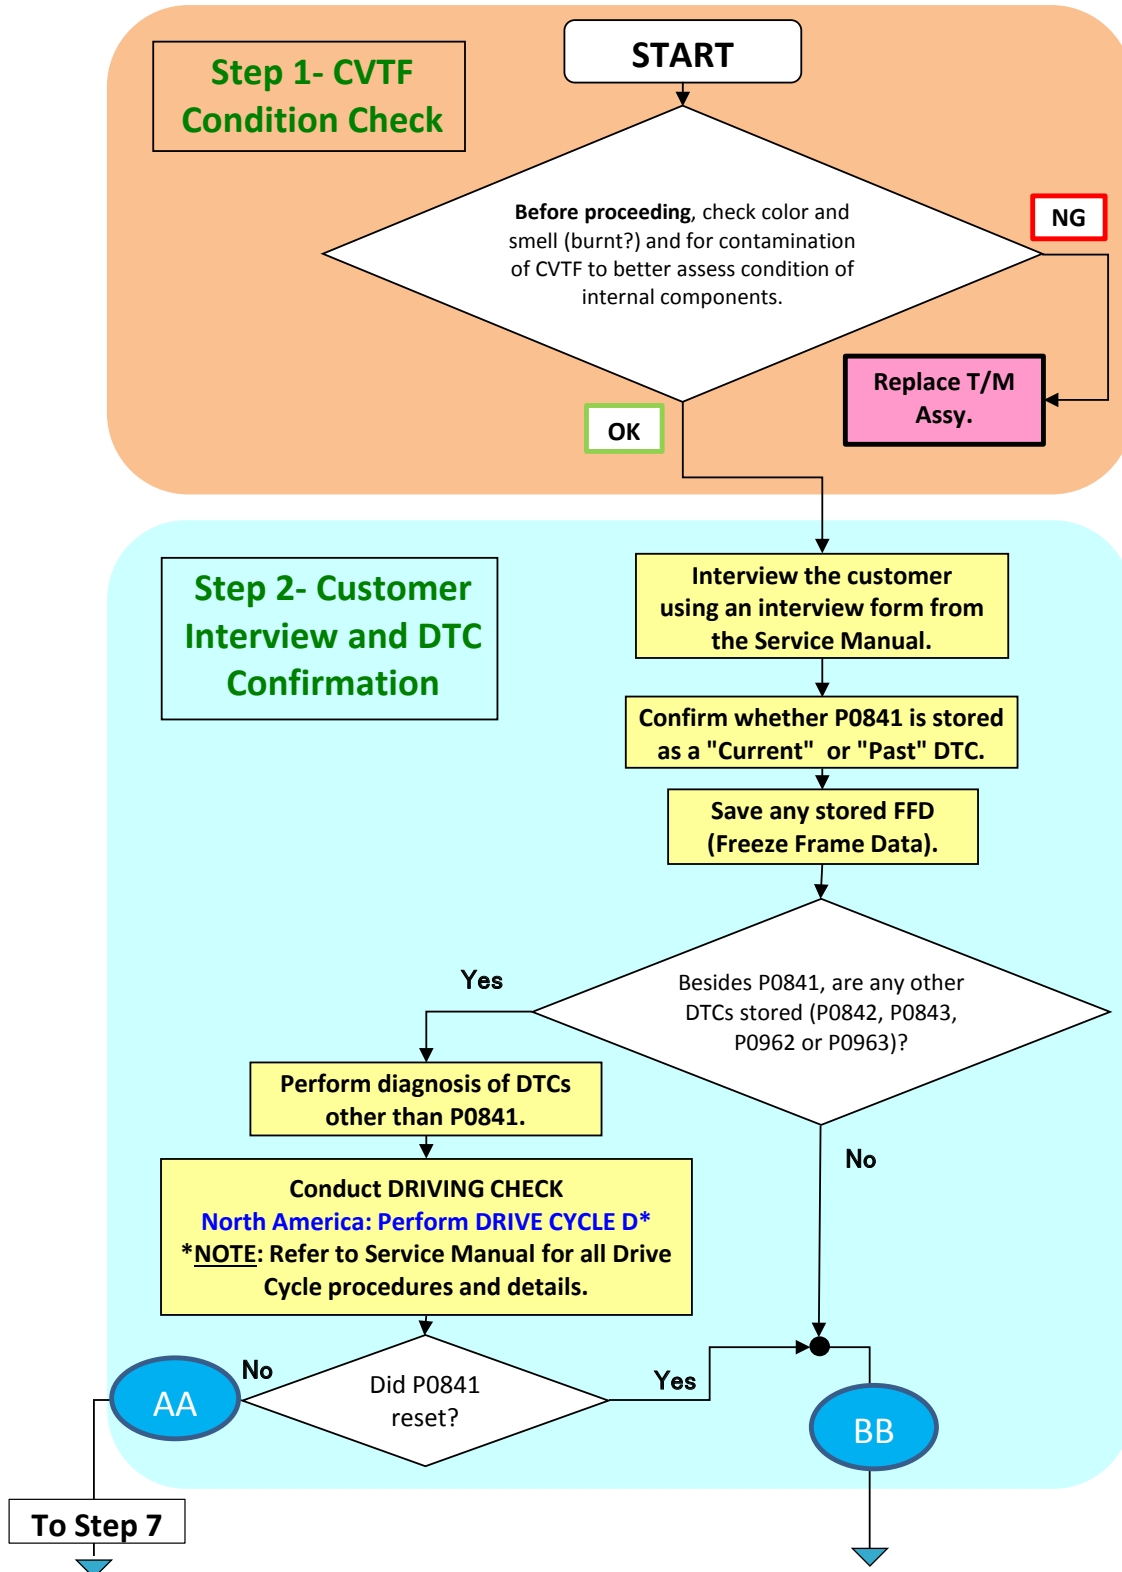 START
Step 1- CVTF
Condition Check
Before proceeding, check color and
smell (burnt?) and for contamination
of CVTF to better assess condition of
internal components.
NG
Replace T/M
Assy.
OK
Step 2- Customer
Interview and DTC
Confirmation
Interview the customer
using an interview form from
the Service Manual.
Confirm whether P0841 is stored
as a "Current"  or "Past" DTC.
Save any stored FFD
(Freeze Frame Data).
Besides P0841, are any other
DTCs stored (P0842, P0843,
P0962 or P0963)?
Yes
Perform diagnosis of DTCs
other than P0841.
No
Conduct DRIVING CHECK
North America: Perform DRIVE CYCLE D*
*NOTE: Refer to Service Manual for all Drive
Cycle procedures and details.
Did P0841
reset?
No
Yes
AA
BB
To Step 7